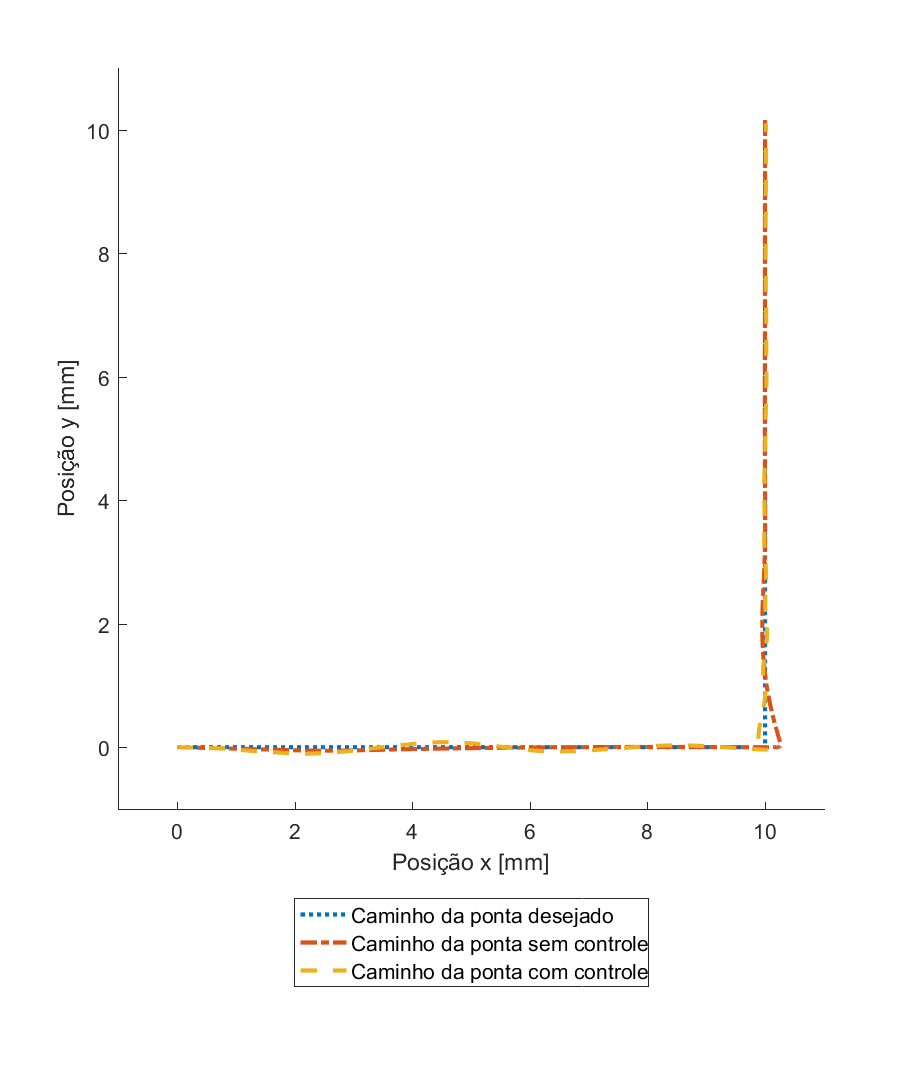 10
8
6
4
2
0
Posição y [mm]
0 2 4 6 8 10
Posição x [mm]
Caminho da ponta desejado
Caminho da ponta sem controle
Caminho da ponta com controle